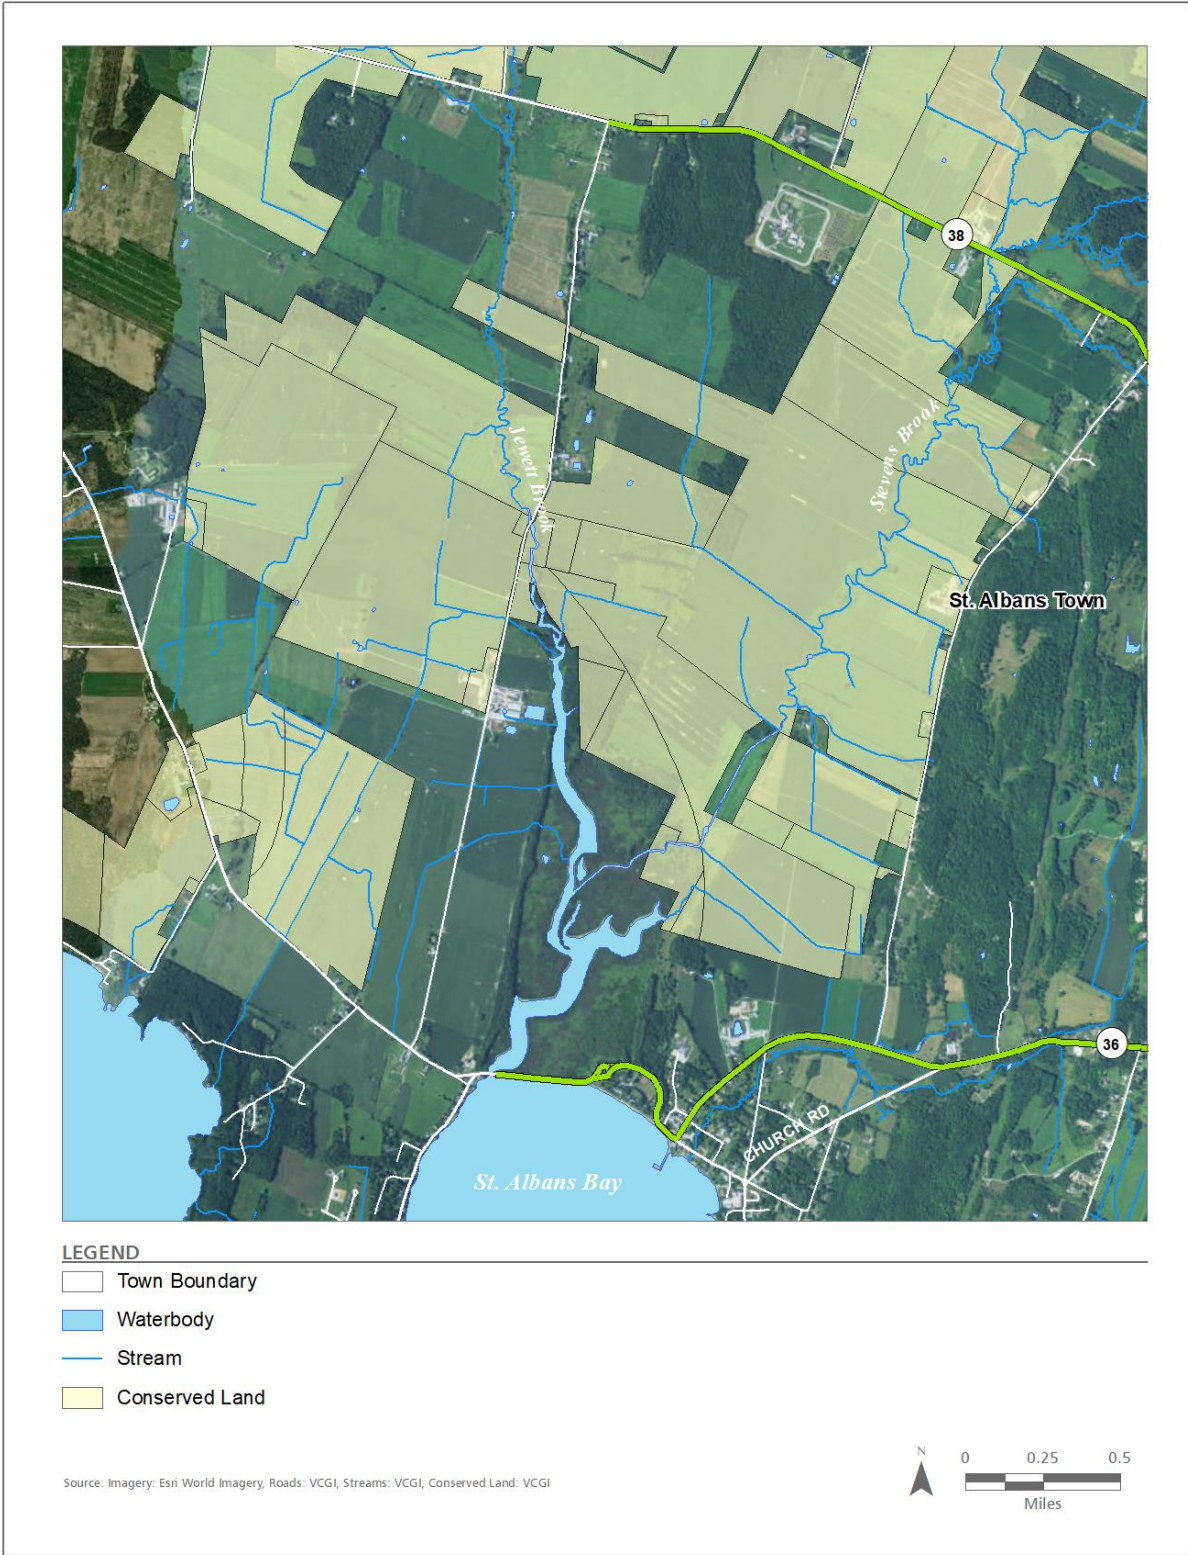 38
Jewett Brook
Stevens Brook
St. Albans Town
36
CHURCH RD
St. Albans Bay
LEGEND
Town Boundary
Waterbody
Stream
Conserved Land
Source: Imagery: Esri World Imagery, Roads: VCGI, Streams: VCGI, Conserved Land: VCGI
N
0 0.25 0.5
Miles